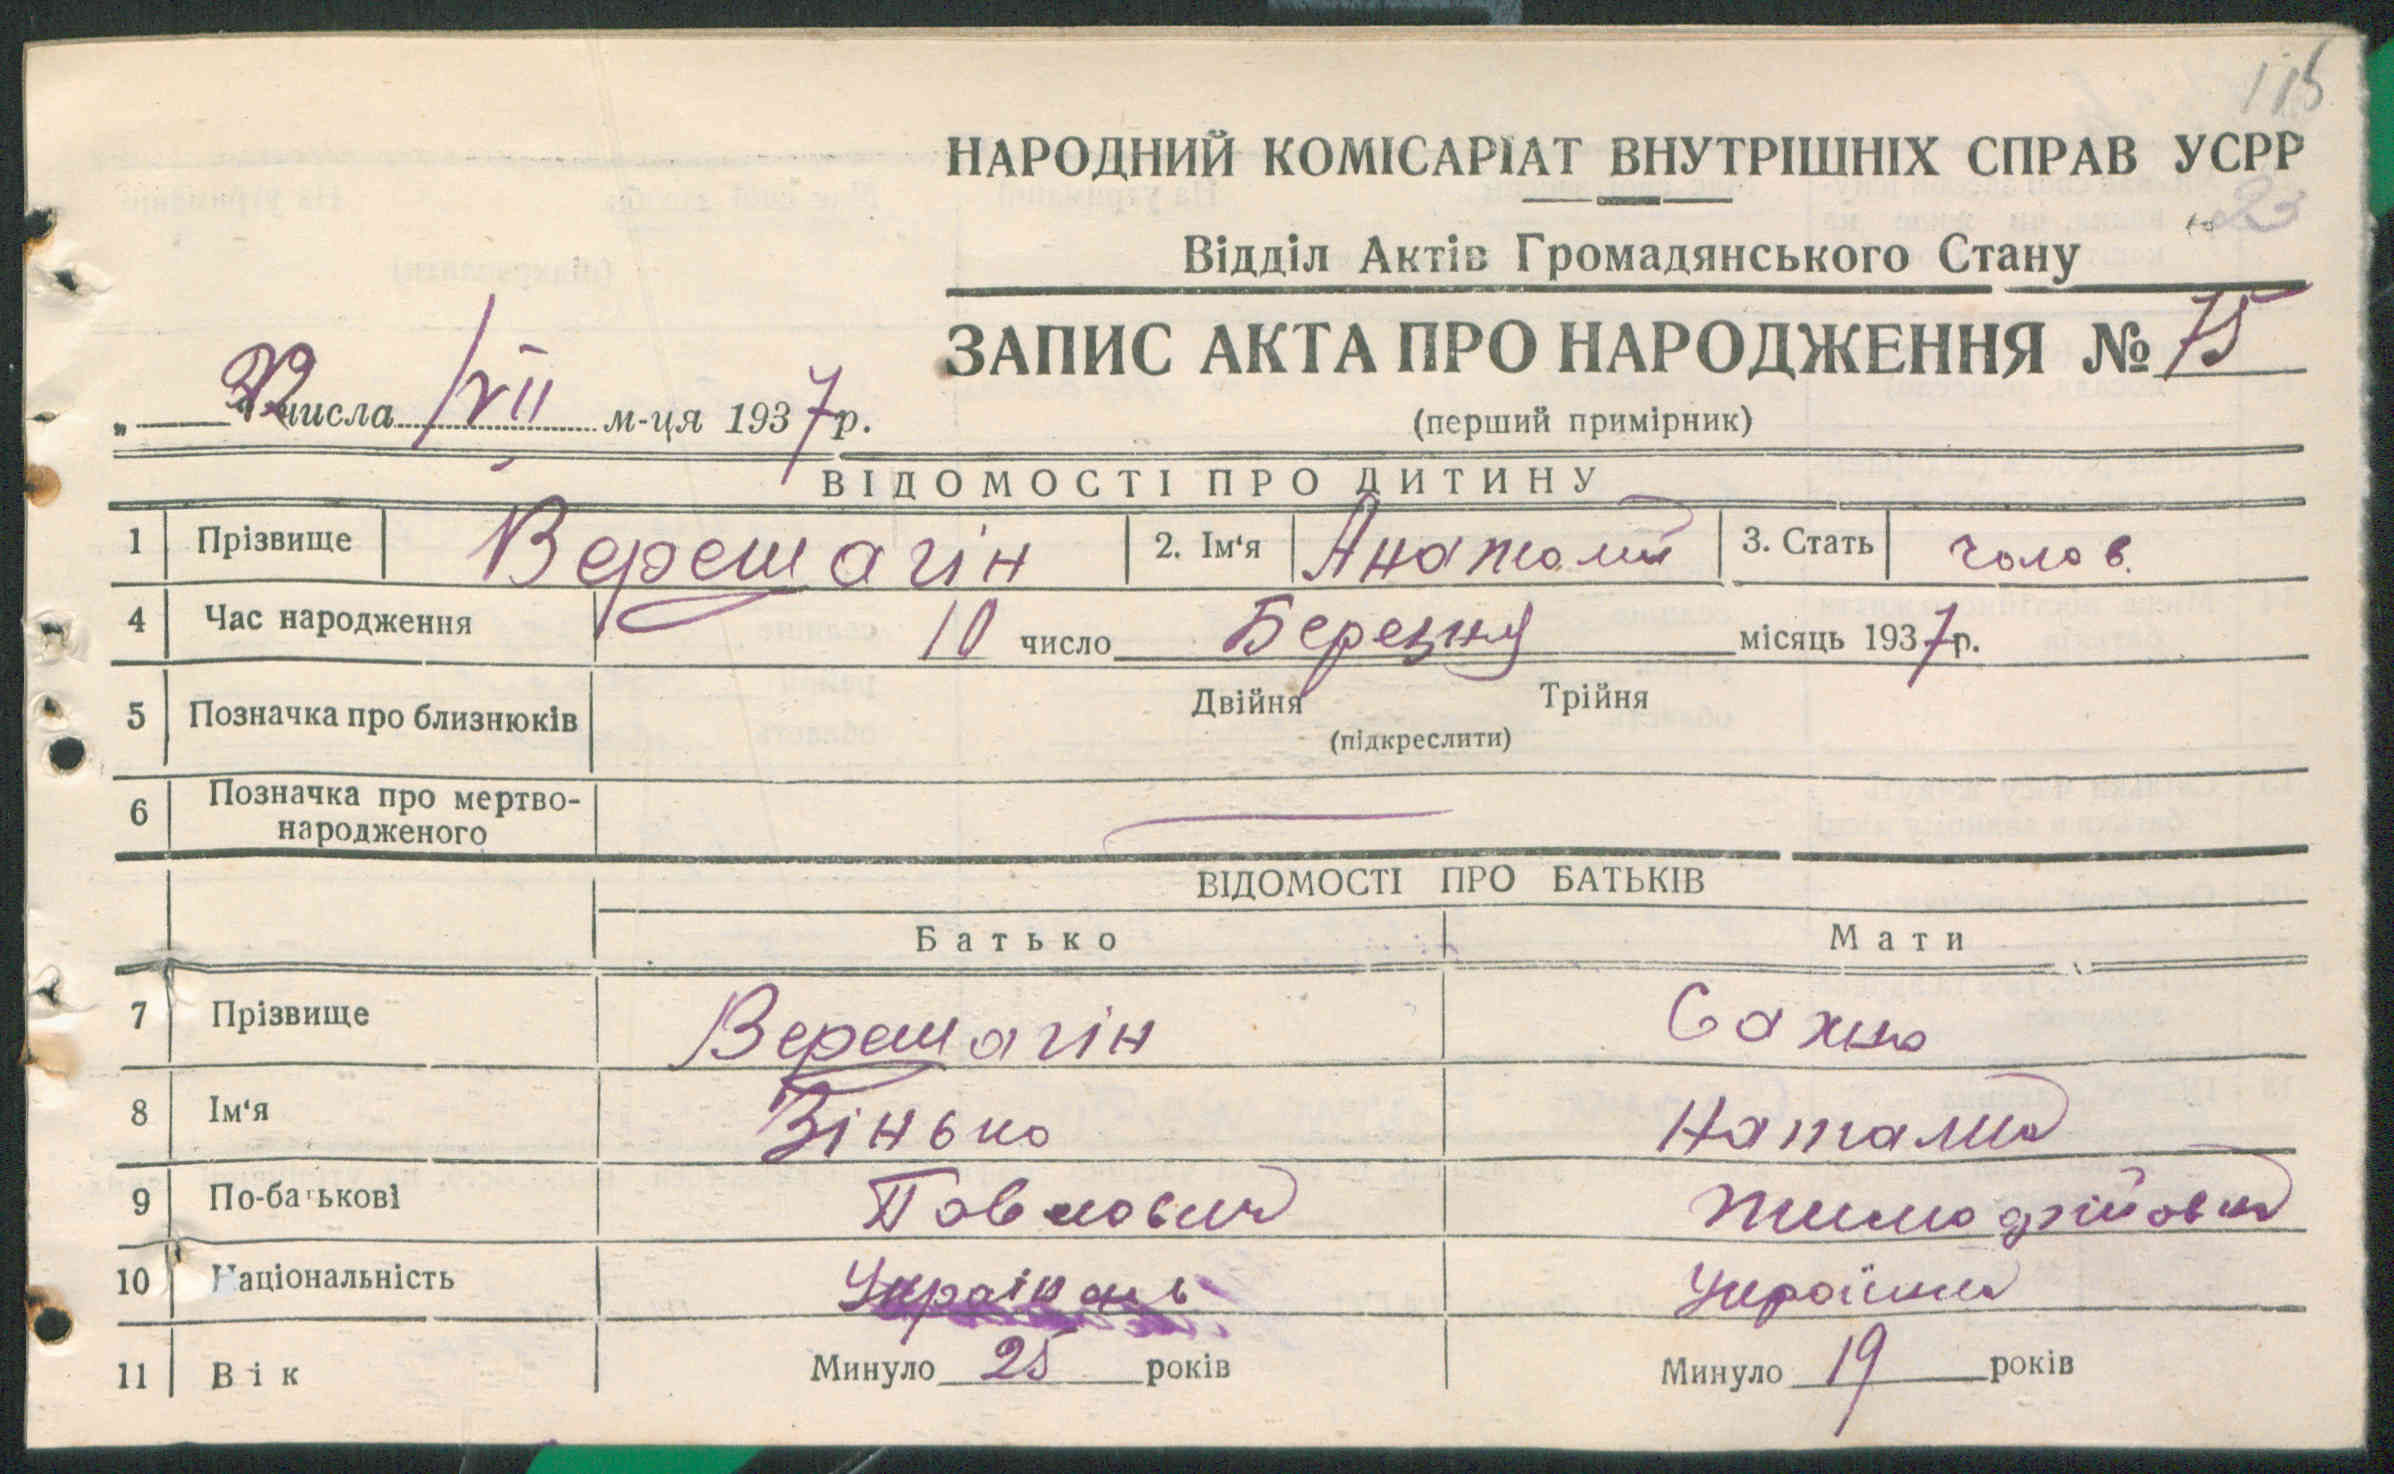 115
НАРОДНИЙ КОМІСАРІАТ ВНУТРІШНІХ СПРАВ УСРР
23
Відділ Актів Громадянського Стану
ЗАПИС АКТА ПРО НАРОДЖЕННЯ № 75
„ 22 числа VII м-ця 1937 р.
(перший примірник)
ВІДОМОСТІ ПРО ДИТИНУ
1 Прізвище Верещагін 2. Ім‘я Анатолій 3. Стать чолов.
4 Час народження 10 число Березня місяць 1937 р.
5 Позначка про близнюків Двійня Трійня
(підкреслити)
6 Позначка про мертво-
народженого
ВІДОМОСТІ ПРО БАТЬКІВ
Батько Мати
7 Прізвище Верещагін Сахно
8 Ім‘я Зінько Наталія
9 По-батькові Павлович
10 Національність Українець Українка
11 Вік Минуло 25 років Минуло 19 років